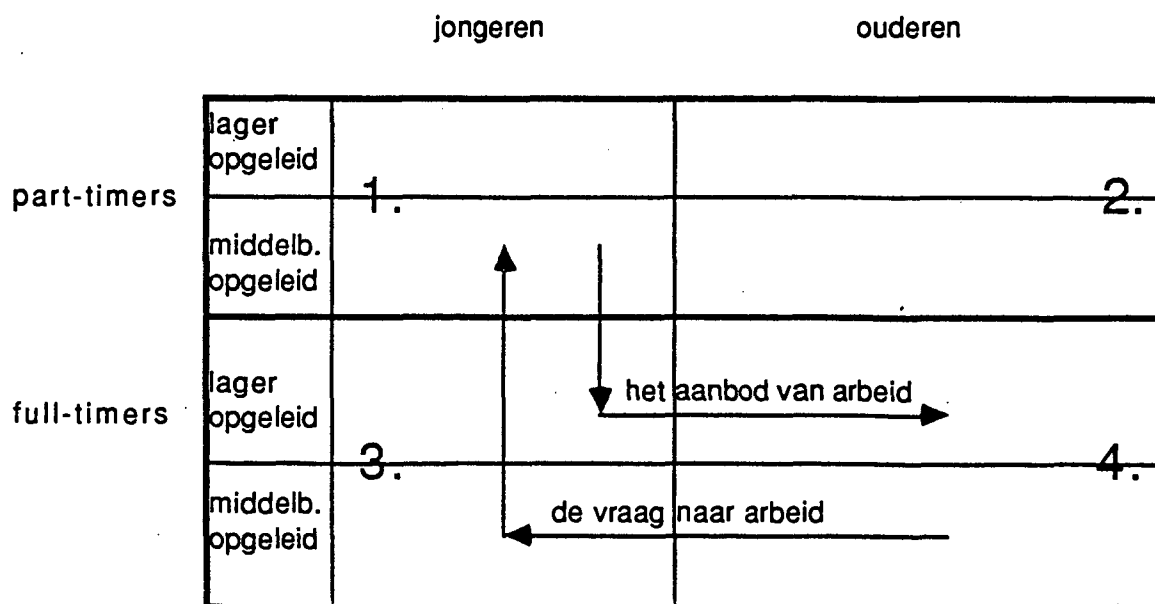 jongeren ouderen
lager
opgeleid
part-timers 1. 2.
middelb.
opgeleid
lager
opgeleid
het aanbod van arbeid
full-timers
3. 4.
middelb.
opgeleid
de vraag naar arbeid